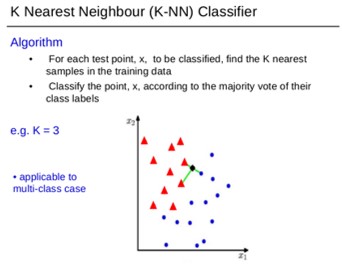 K Nearest Neighbour (K-NN) Classifier
Algorithm
• For each test point, x, to be classified, find the K nearest
samples in the training data
• Classify the point, x, according to the majority vote of their
class labels
e.g. K = 3
• applicable to
multi-class case
x2
x1